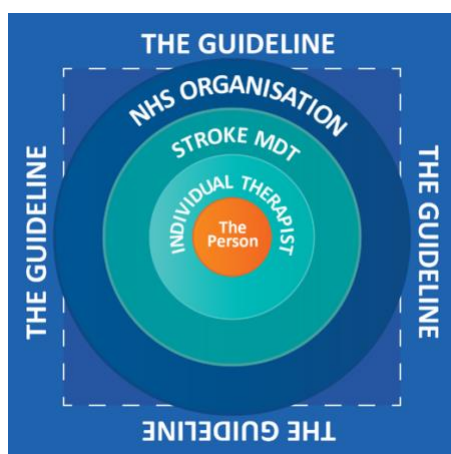 THE GUIDELINE
NHS ORGANISATION
STROKE MDT
INDIVIDUAL THERAPIST
The
Person
THE GUIDELINE
THE GUIDELINE
THE GUIDELINE